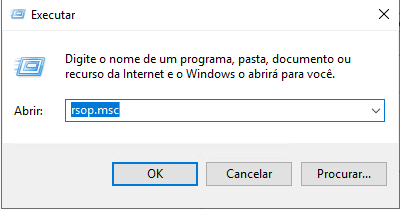 Executar
Digite o nome de um programa, pasta, documento ou
recurso da Internet e o Windows o abrirá para você.
Abrir: rsop.msc
OK Cancelar Procurar...